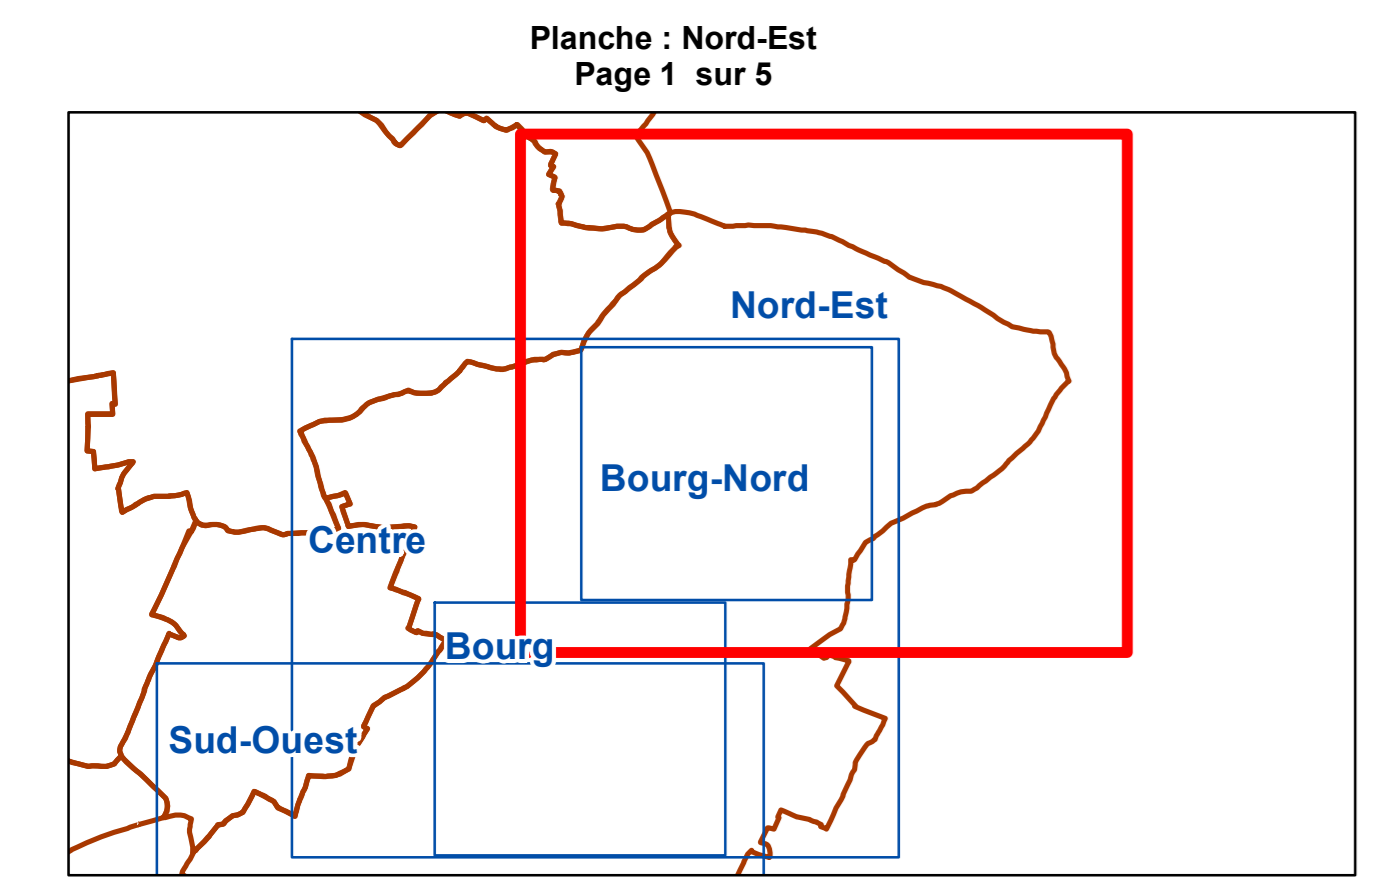 Planche : Nord-Est
Page 1 sur 5
Nord-Est
Bourg-Nord
Centre
Bourg
Sud-Ouest